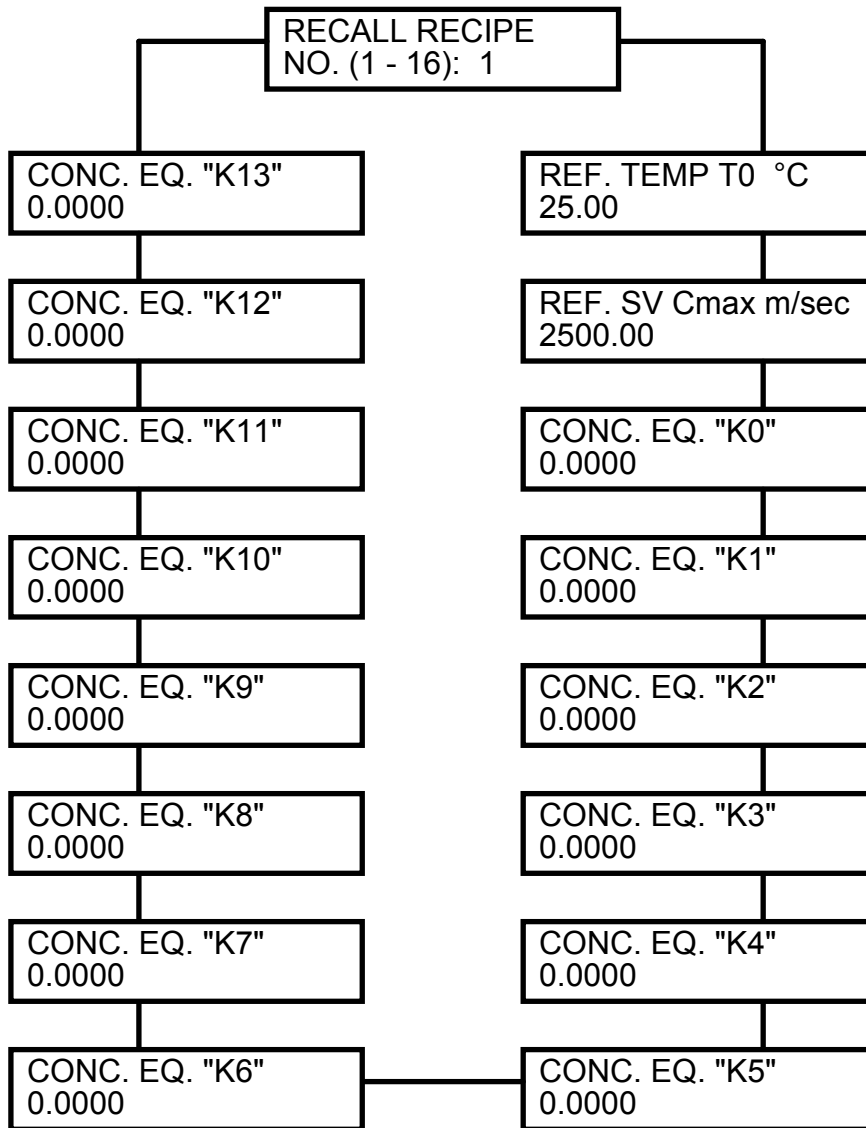 RECALL RECIPE
NO. (1 - 16):  1
CONC. EQ. "K13"
0.0000
REF. TEMP T0  °C
25.00
CONC. EQ. "K12"
0.0000
REF. SV Cmax m/sec
2500.00
CONC. EQ. "K11"
0.0000
CONC. EQ. "K0"
0.0000
CONC. EQ. "K10"
0.0000
CONC. EQ. "K1"
0.0000
CONC. EQ. "K9"
0.0000
CONC. EQ. "K2"
0.0000
CONC. EQ. "K8"
0.0000
CONC. EQ. "K3"
0.0000
CONC. EQ. "K7"
0.0000
CONC. EQ. "K4"
0.0000
CONC. EQ. "K6"
0.0000
CONC. EQ. "K5"
0.0000